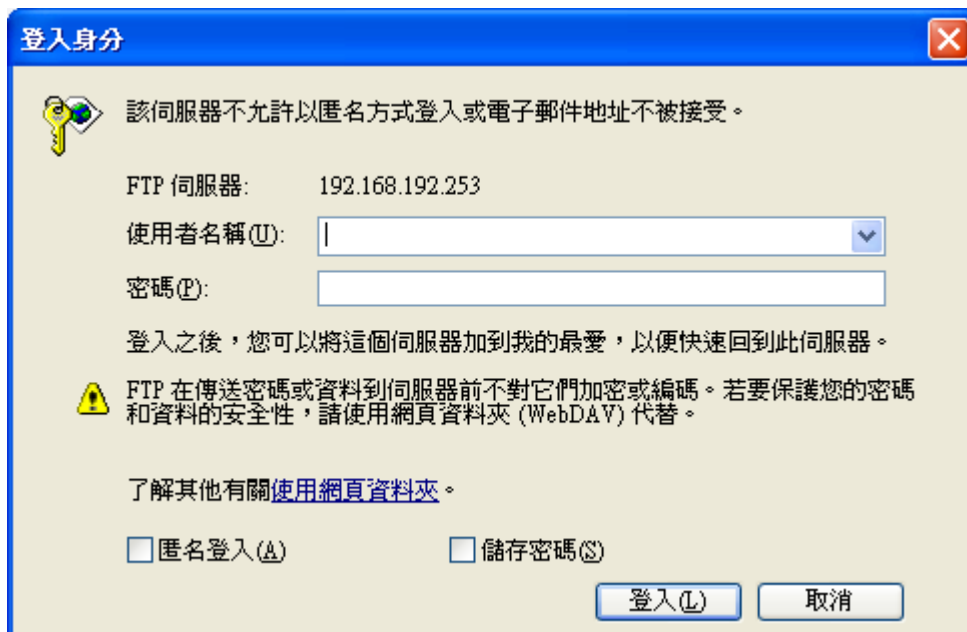 登入身分
該伺服器不允許以匿名方式登入或電子郵件地址不被接受。
FTP 伺服器: 192.168.192.253
使用者名稱(U):
密碼(P):
登入之後，您可以將這個伺服器加到我的最愛，以便快速回到此伺服器。
FTP 在傳送密碼或資料到伺服器前不對它們加密或編碼。若要保護您的密碼
和資料的安全性，請使用網頁資料夾 (WebDAV) 代替。
了解其他有關使用網頁資料夾。
匿名登入(A) 儲存密碼(S)
登入(L) 取消